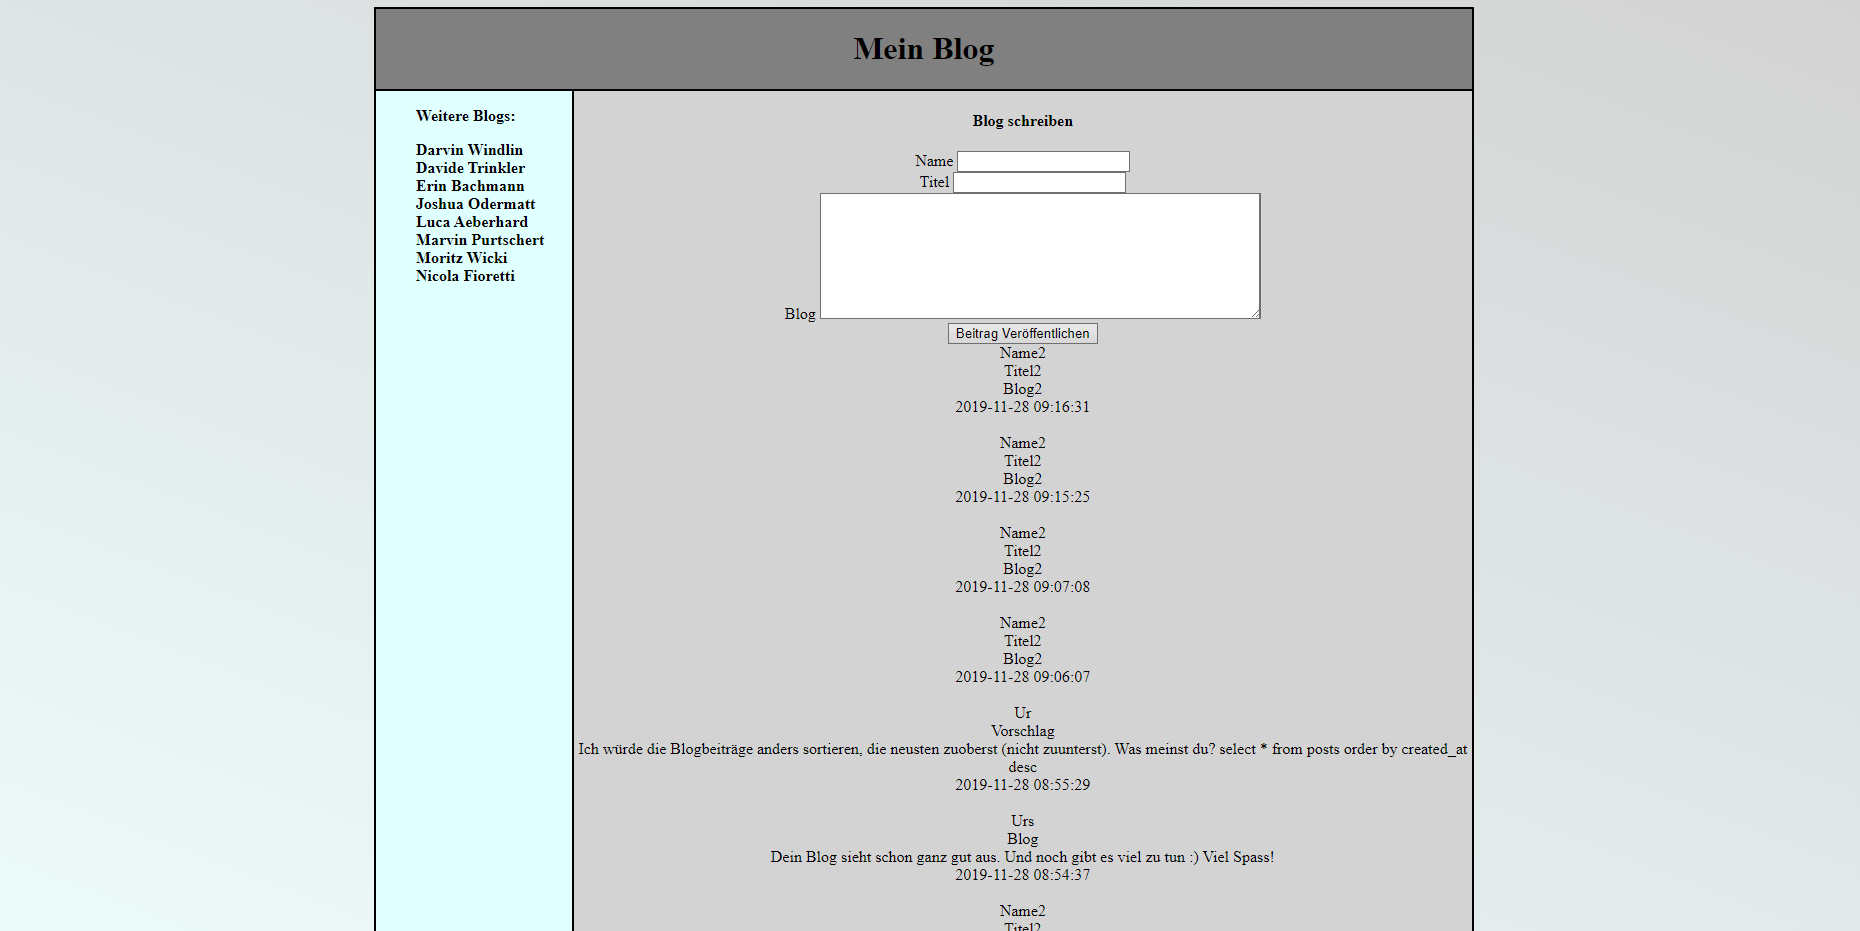 Mein Blog
Weitere Blogs:
Darvin Windlin
Davide Trinkler
Erin Bachmann
Joshua Odermatt
Luca Aeberhard
Marvin Purtschert
Moritz Wicki
Nicola Fioretti
Blog schreiben
Name
Titel
Blog
Beitrag Veröffentlichen
Name2
Titel2
Blog2
2019-11-28 09:16:31
Name2
Titel2
Blog2
2019-11-28 09:15:25
Name2
Titel2
Blog2
2019-11-28 09:07:08
Name2
Titel2
Blog2
2019-11-28 09:06:07
Ur
Vorschlag
Ich würde die Blogbeiträge anders sortieren, die neusten zuoberst (nicht zuunterst). Was meinst du? select * from posts order by created_at
desc
2019-11-28 08:55:29
Urs
Blog
Dein Blog sieht schon ganz gut aus. Und noch gibt es viel zu tun :) Viel Spass!
2019-11-28 08:54:37
Name2
Titel2